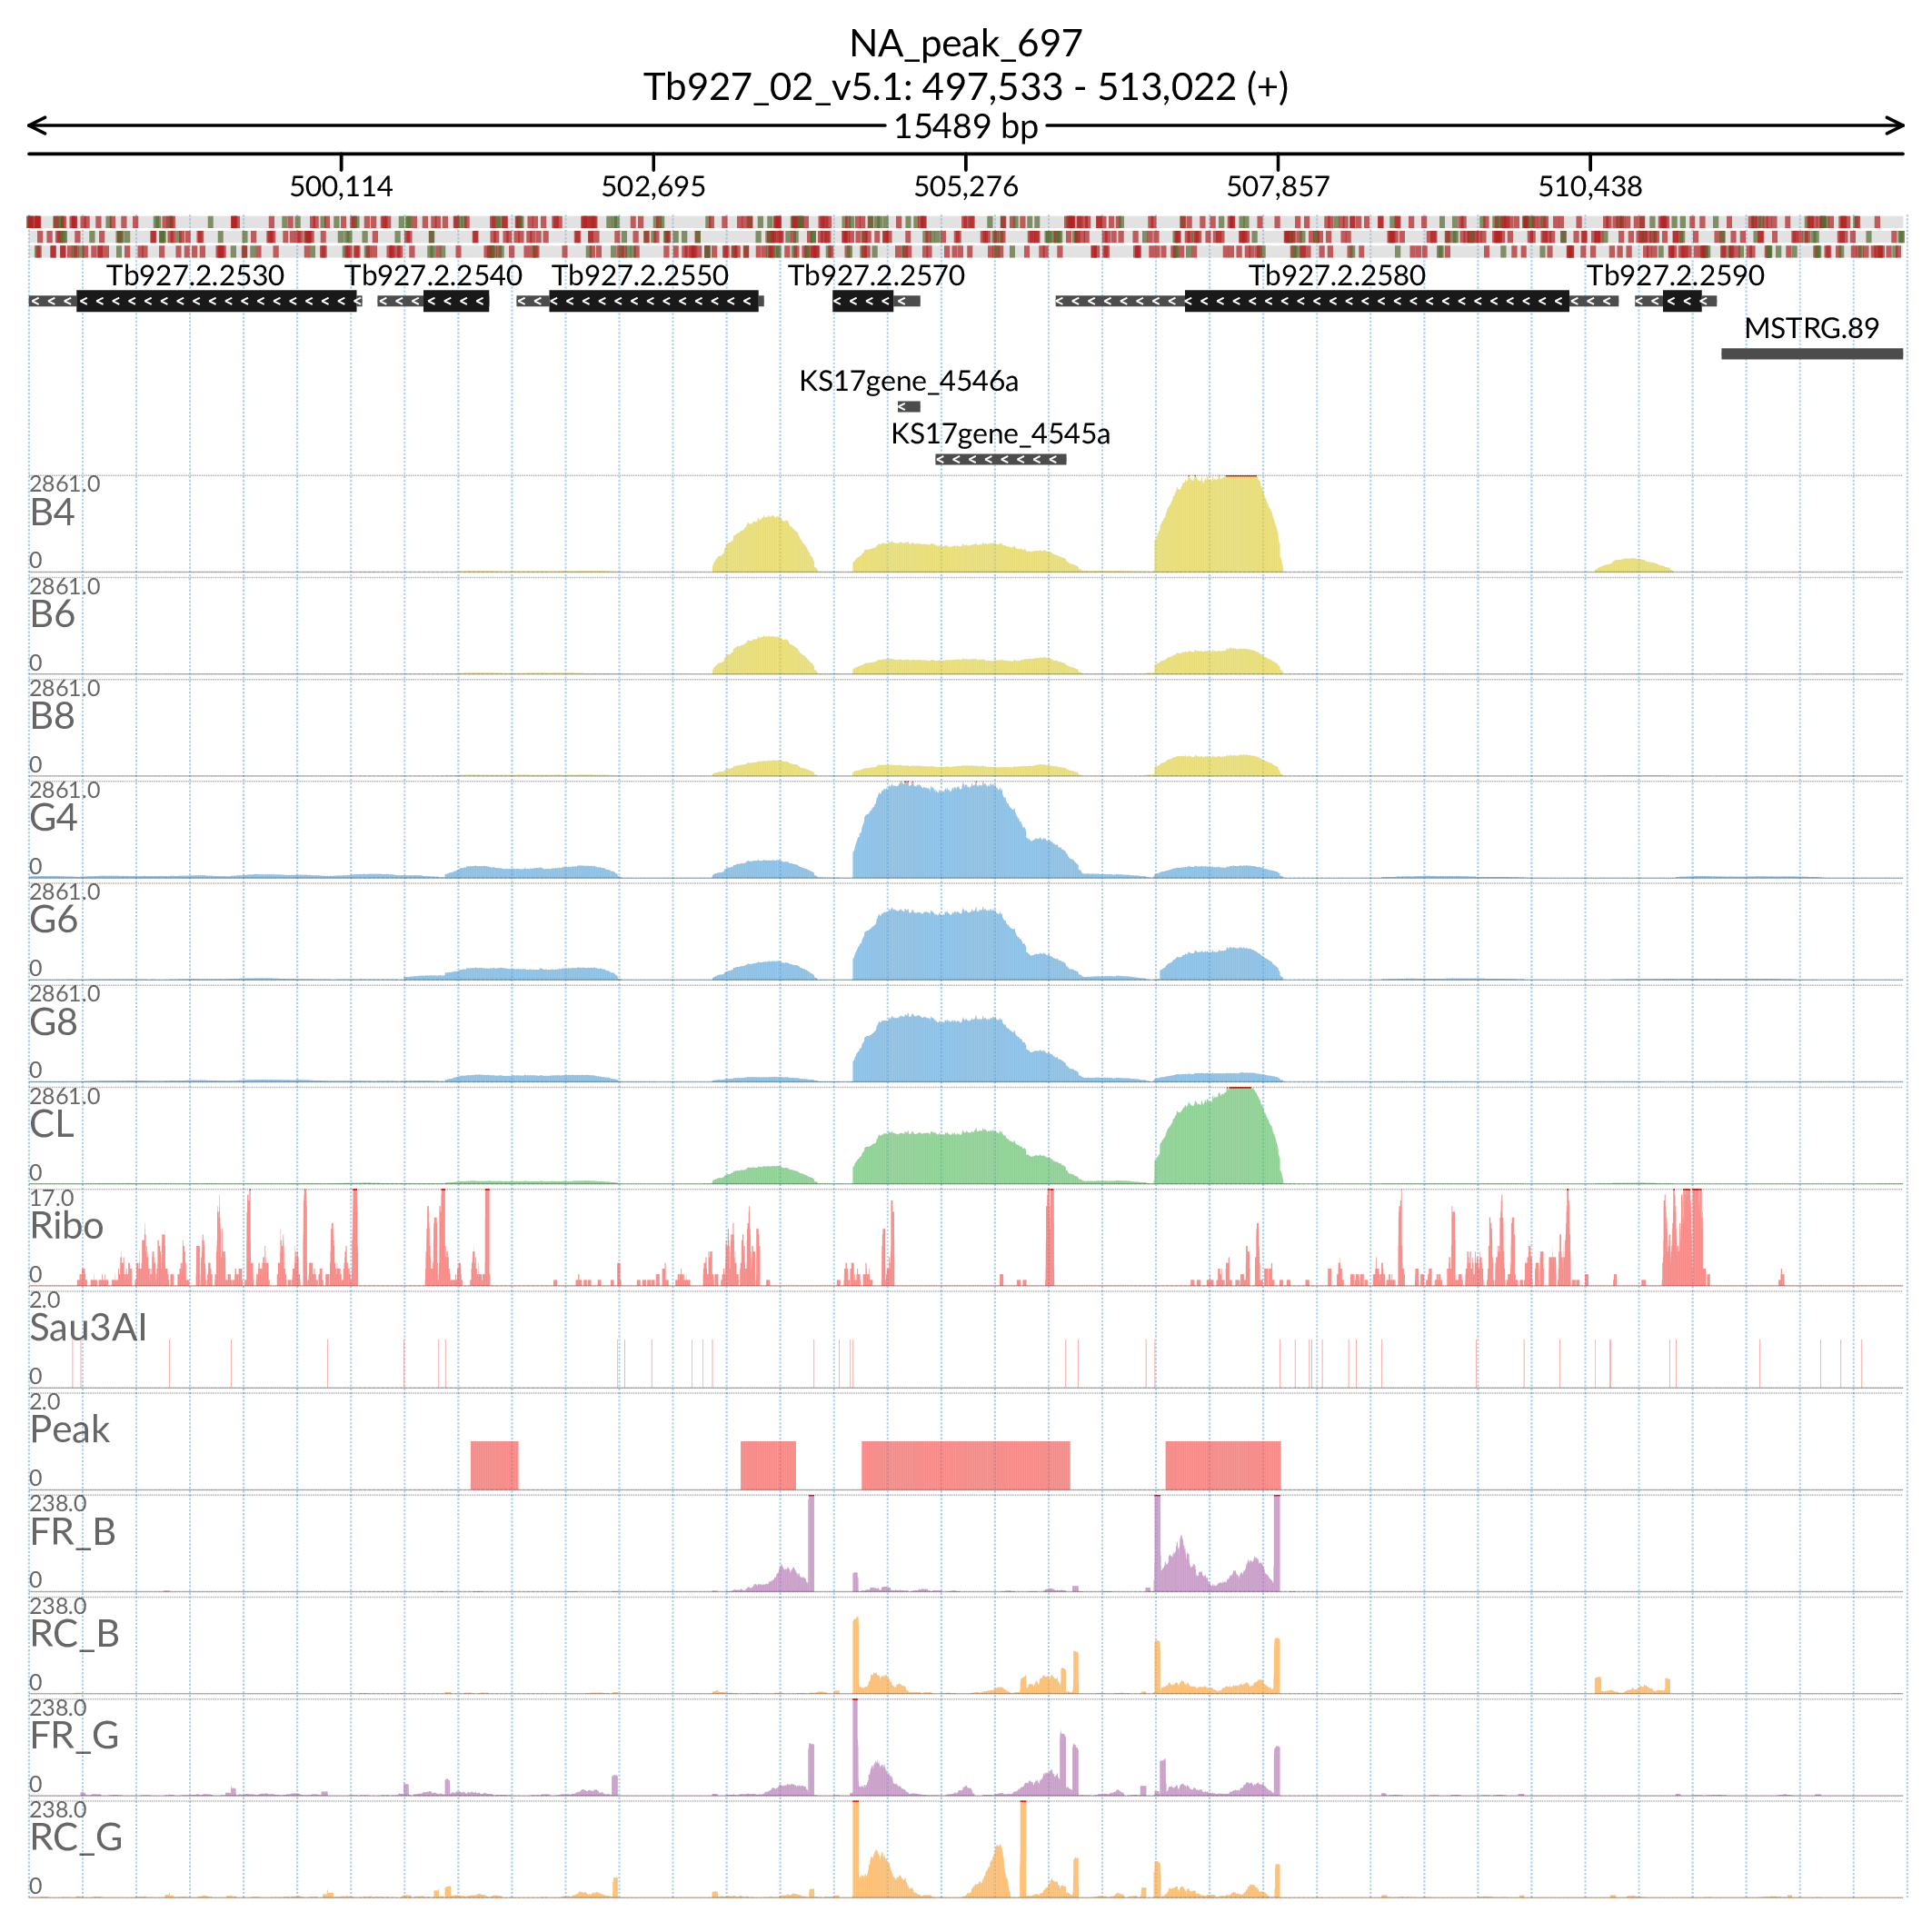 NA_peak_697
Tb927_02_v5.1: 497,533 - 513,022 (+)
15489 bp
500,114 502,695 505,276 507,857 510,438
Tb927.2.2530 Tb927.2.2540 Tb927.2.2550 Tb927.2.2570 Tb927.2.2580 Tb927.2.2590
MSTRG.89
KS17gene_4546a
KS17gene_4545a
2861.0
B4
0
2861.0
B6
0
2861.0
B8
0
2861.0
G4
0
2861.0
G6
0
2861.0
G8
0
2861.0
CL
0
17.0
Ribo
0
2.0
Sau3AI
0
2.0
Peak
0
238.0
FR_B
0
238.0
RC_B
0
238.0
FR_G
0
238.0
RC_G
0